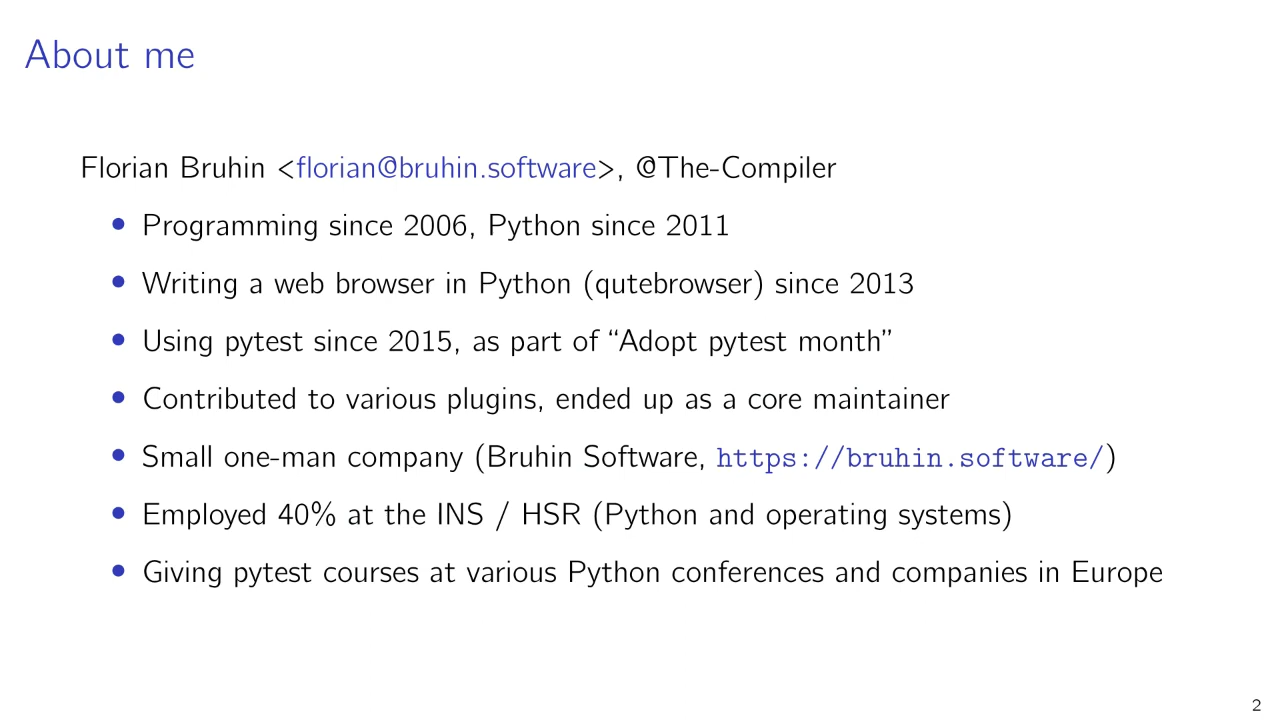 About me
Florian Bruhin <florian@bruhin.software>, @The-Compiler
• Programming since 2006, Python since 2011
• Writing a web browser in Python (qutebrowser) since 2013
• Using pytest since 2015, as part of “Adopt pytest month”
• Contributed to various plugins, ended up as a core maintainer
• Small one-man company (Bruhin Software, https://bruhin.software/)
• Employed 40% at the INS / HSR (Python and operating systems)
• Giving pytest courses at various Python conferences and companies in Europe
2